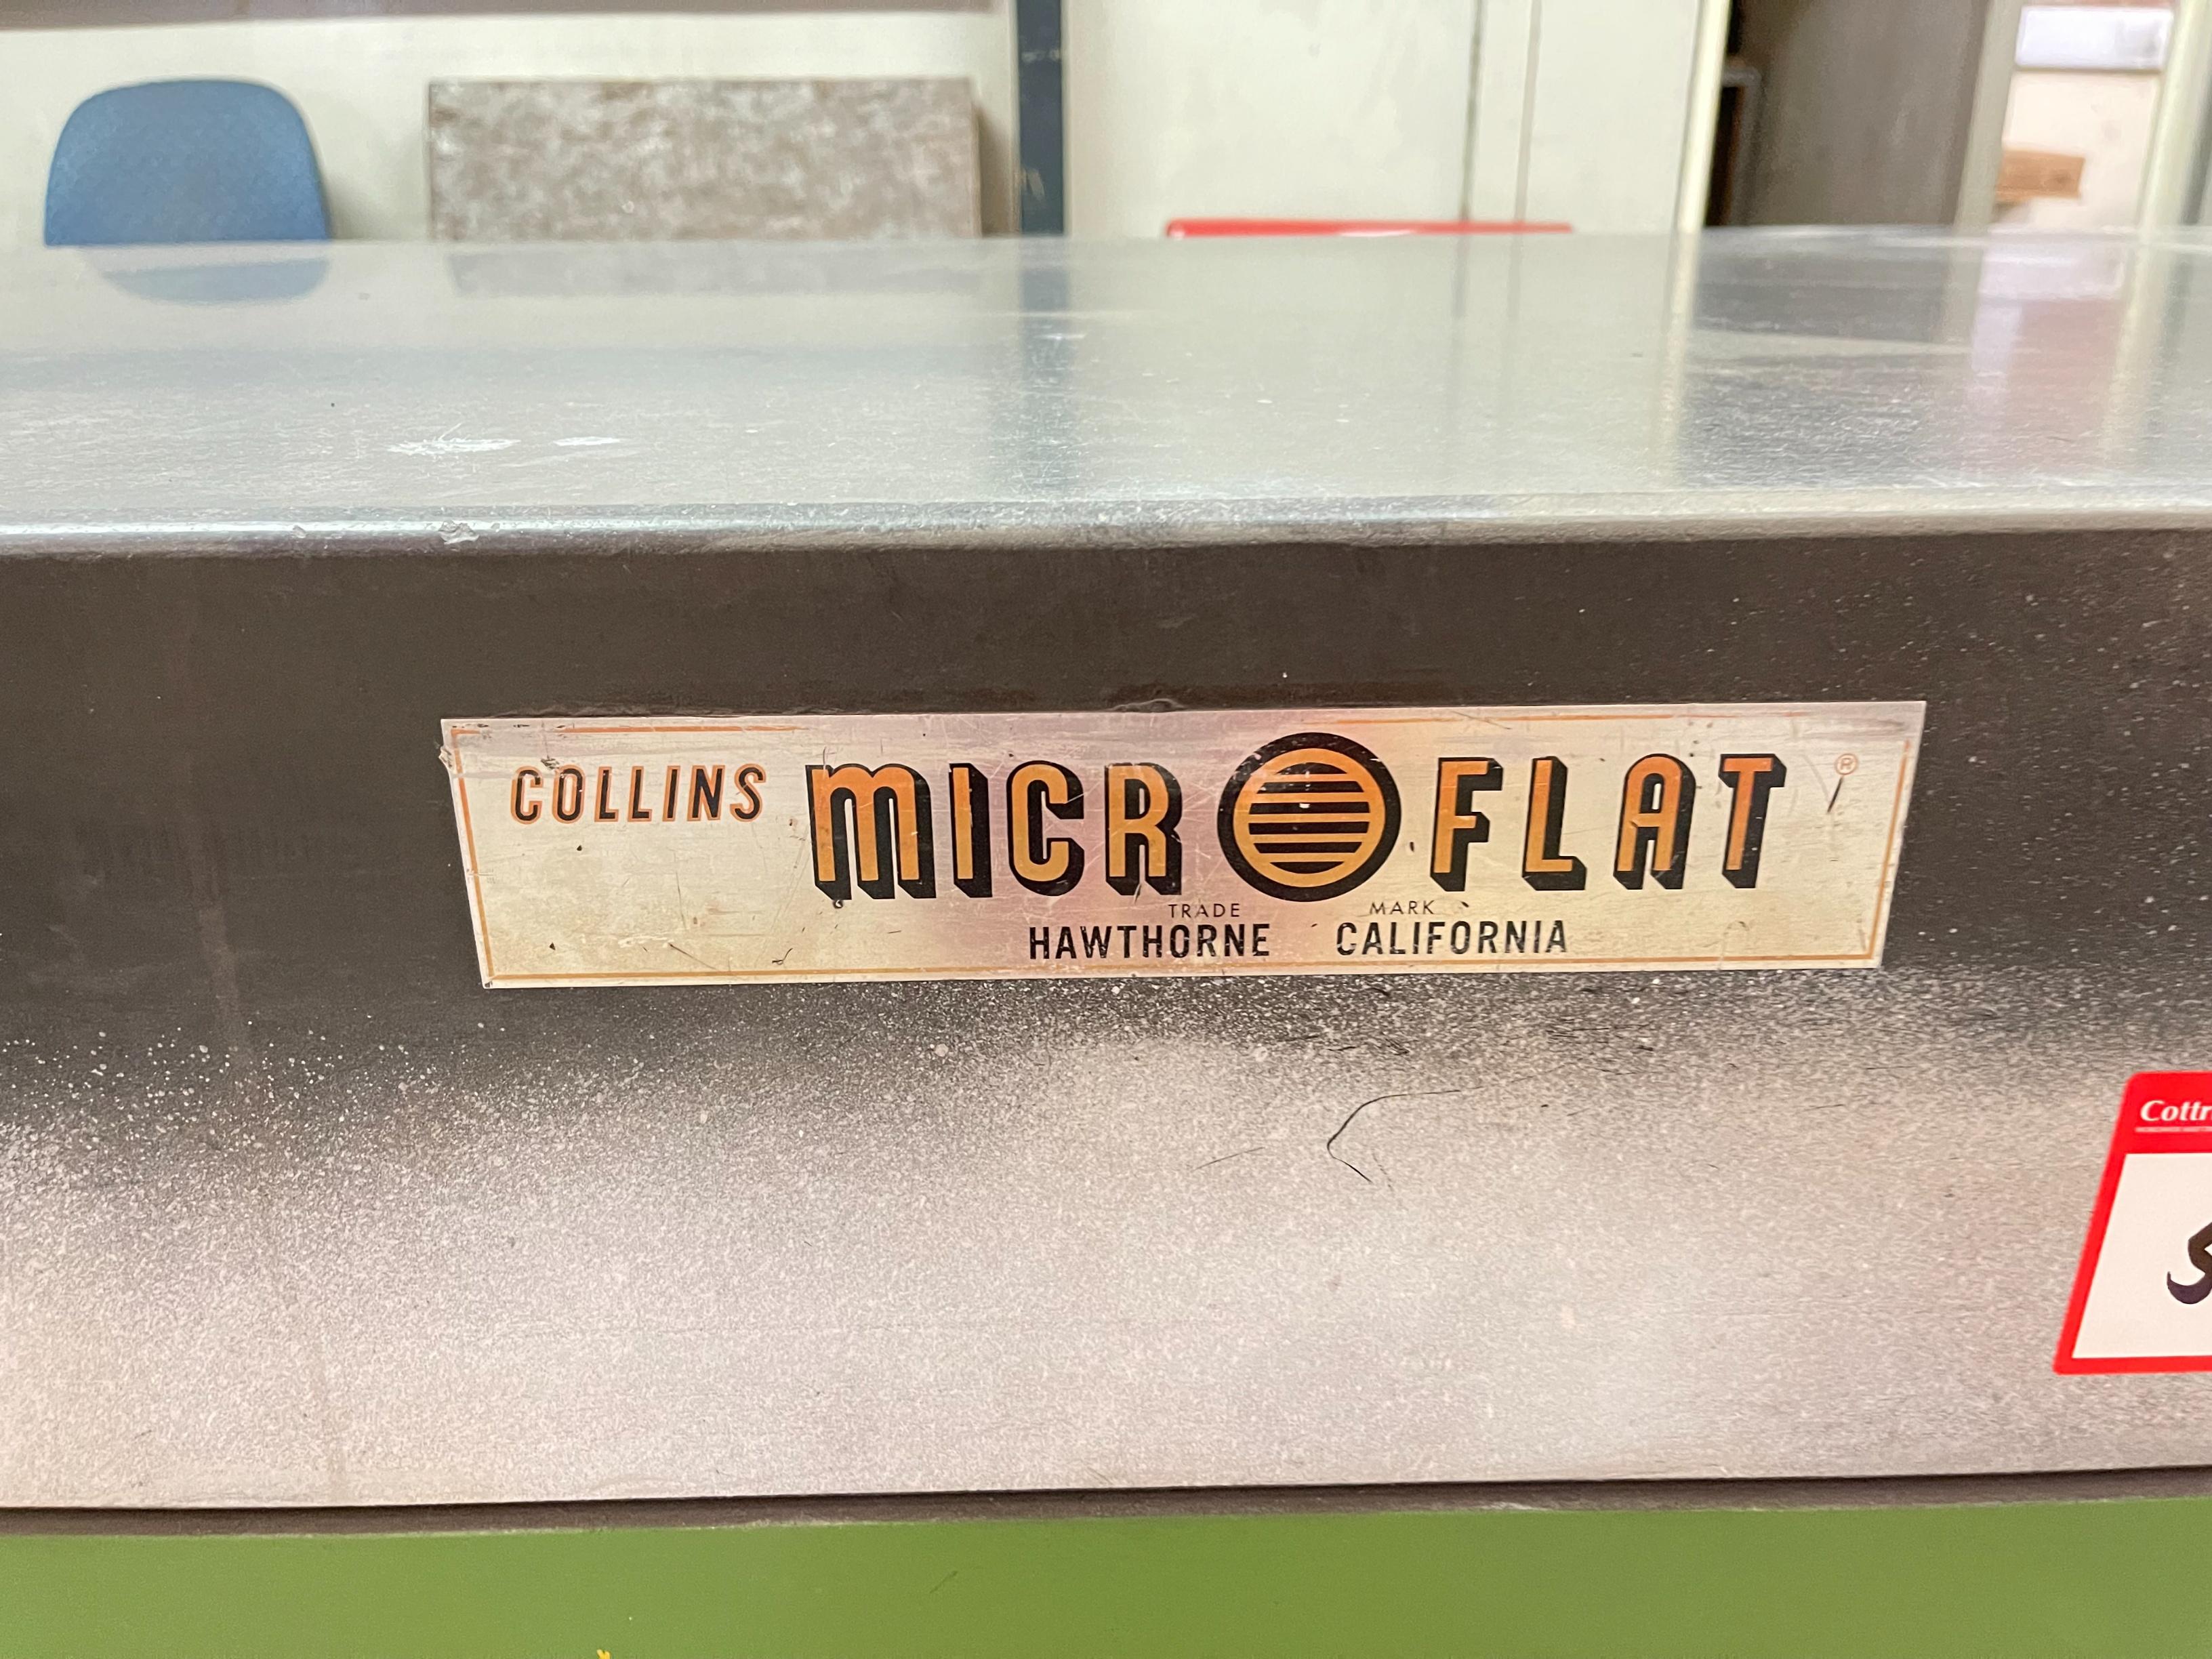 COLLINS MICROFLAT ®
TRADE MARK
HAWTHORNE CALIFORNIA